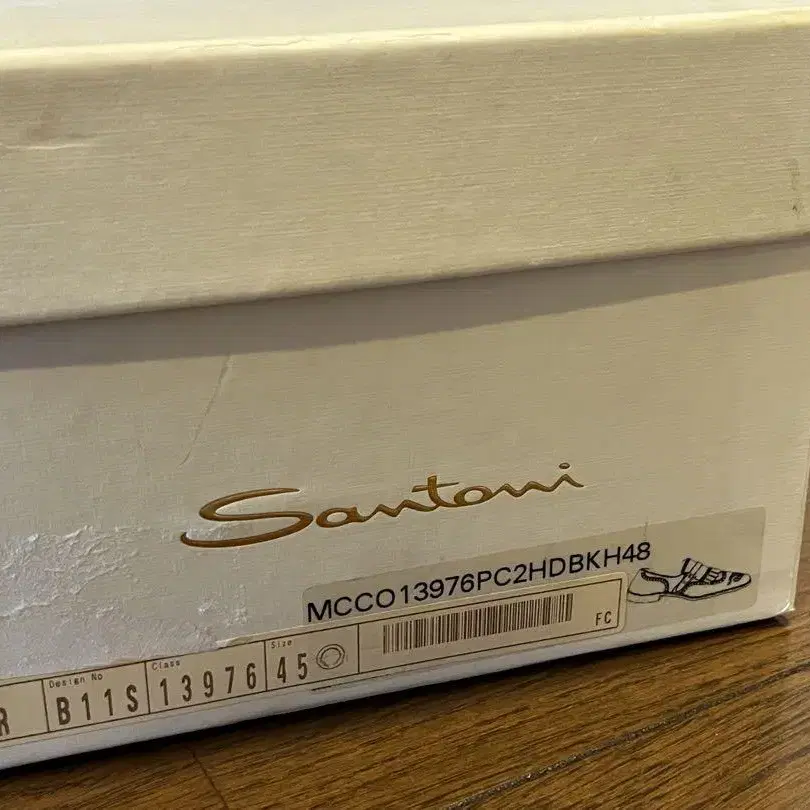 Santoni
MCCO13976PC2HDBKH48
Design No Class Size
R B11S 13976 45 FC